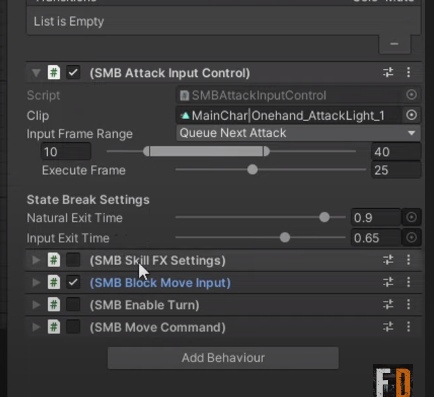 List is Empty
(SMB Attack Input Control)
Script SMBAttackInputControl
Clip MainChar|Onehand_AttackLight_1
Input Frame Range Queue Next Attack
10 40
Execute Frame 25
State Break Settings
Natural Exit Time 0.9
Input Exit Time 0.65
(SMB Skill FX Settings)
(SMB Block Move Input)
(SMB Enable Turn)
(SMB Move Command)
Add Behaviour
FD